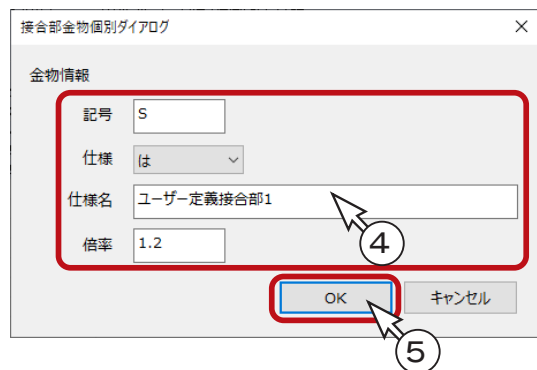 接合部金物個別ダイアログ
金物情報
記号 S
仕様 は
仕様名 ユーザー定義接合部1
④
倍率 1.2
OK キャンセル
⑤